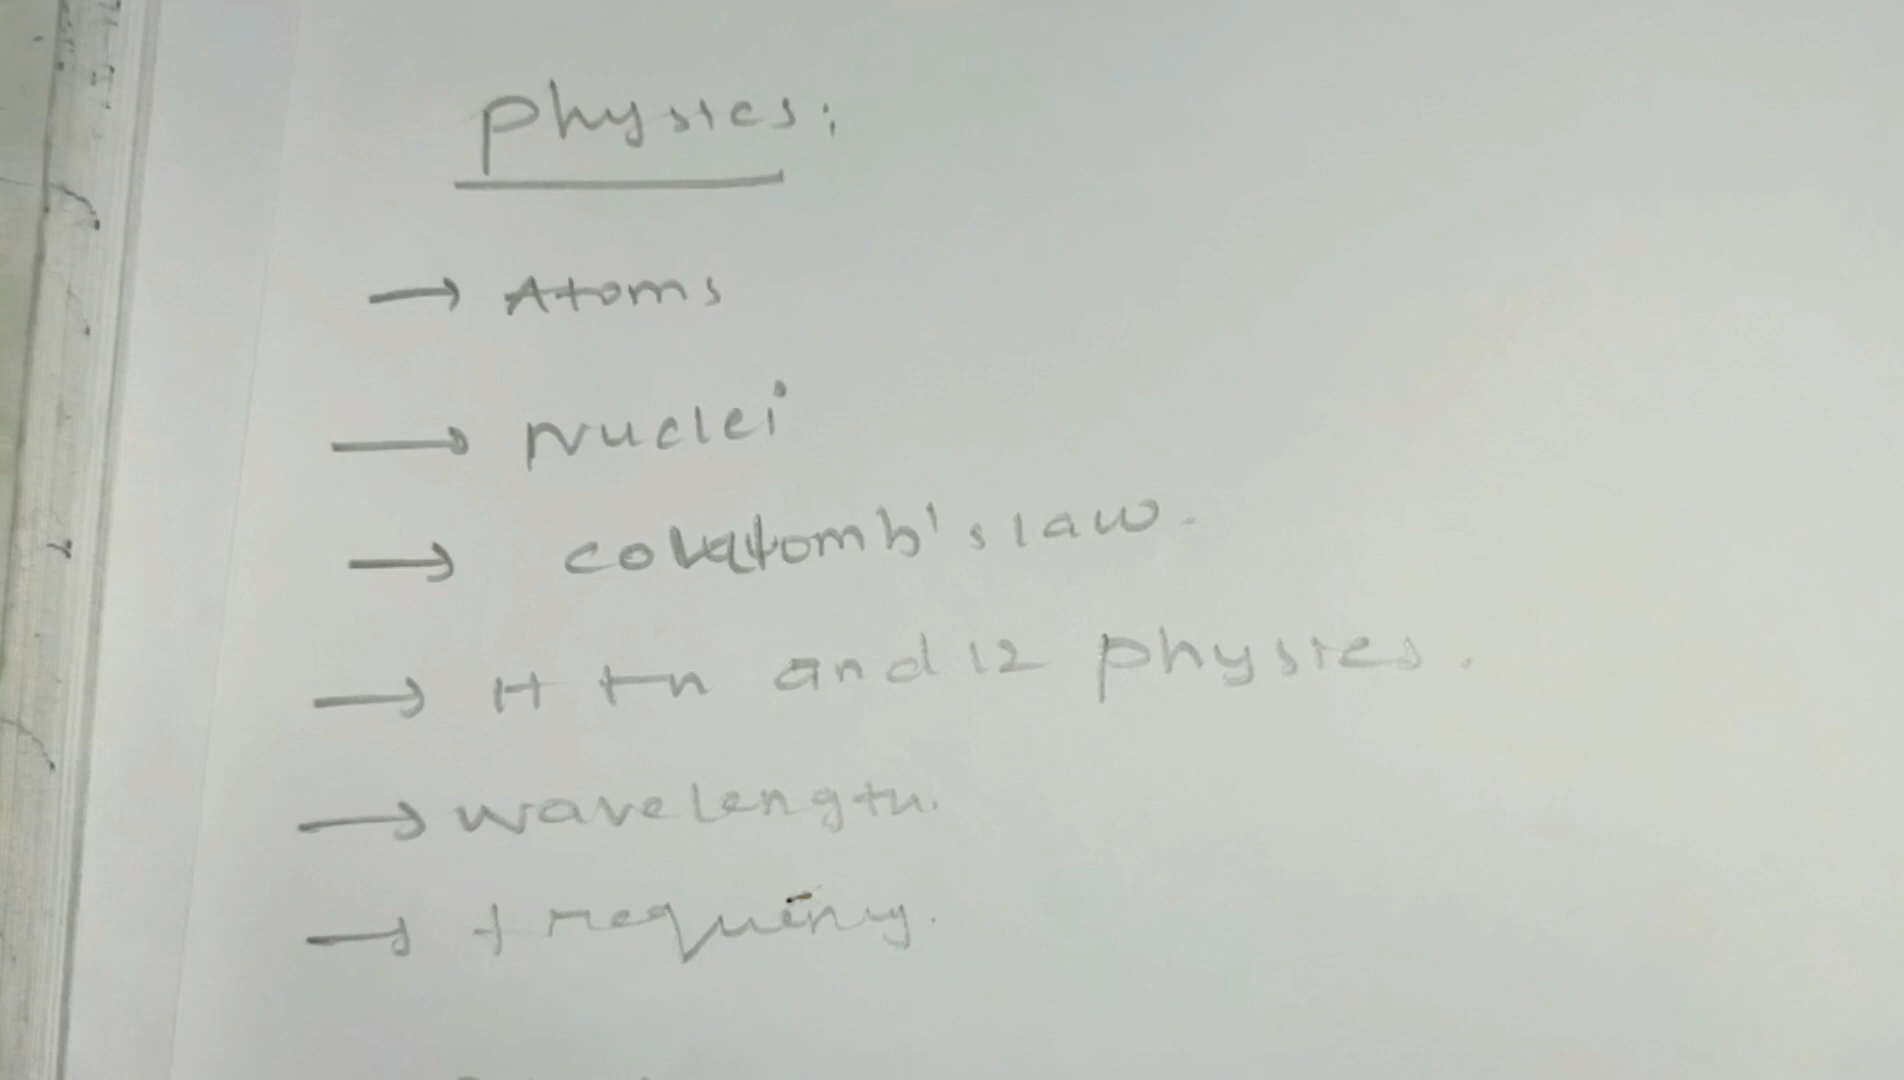 physics:
→ Atoms
→ Nuclei
→ coulomb's law.
→ 11 th and 12 physics.
→ wavelength.
→ frequency.